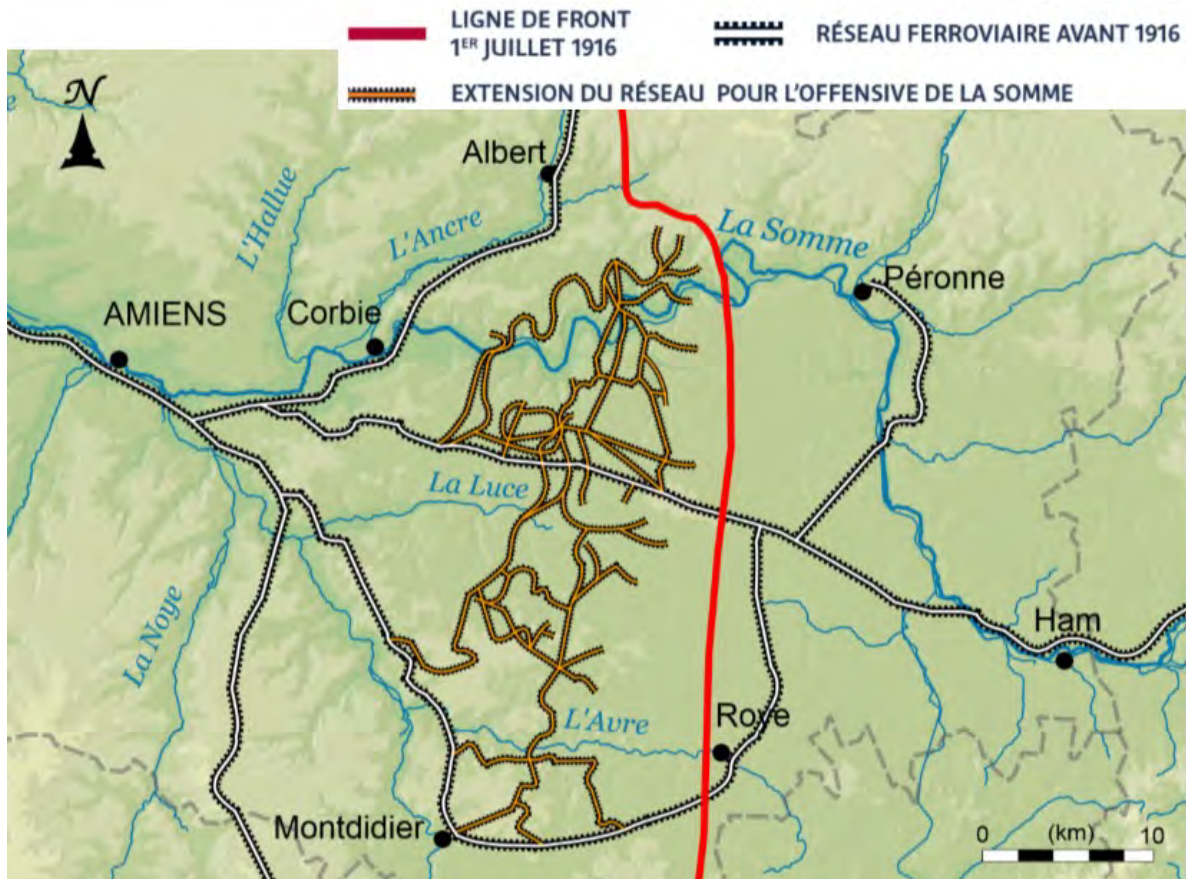 LIGNE DE FRONT
1ER JUILLET 1916
RÉSEAU FERROVIAIRE AVANT 1916
EXTENSION DU RÉSEAU POUR L'OFFENSIVE DE LA SOMME
N
e
Albert
L'Hallue
L'Ancre
La Somme
Péronne
AMIENS
Corbie
La Luce
La Noye
Ham
L'Avre
Roye
Montdidier
0 (km) 10